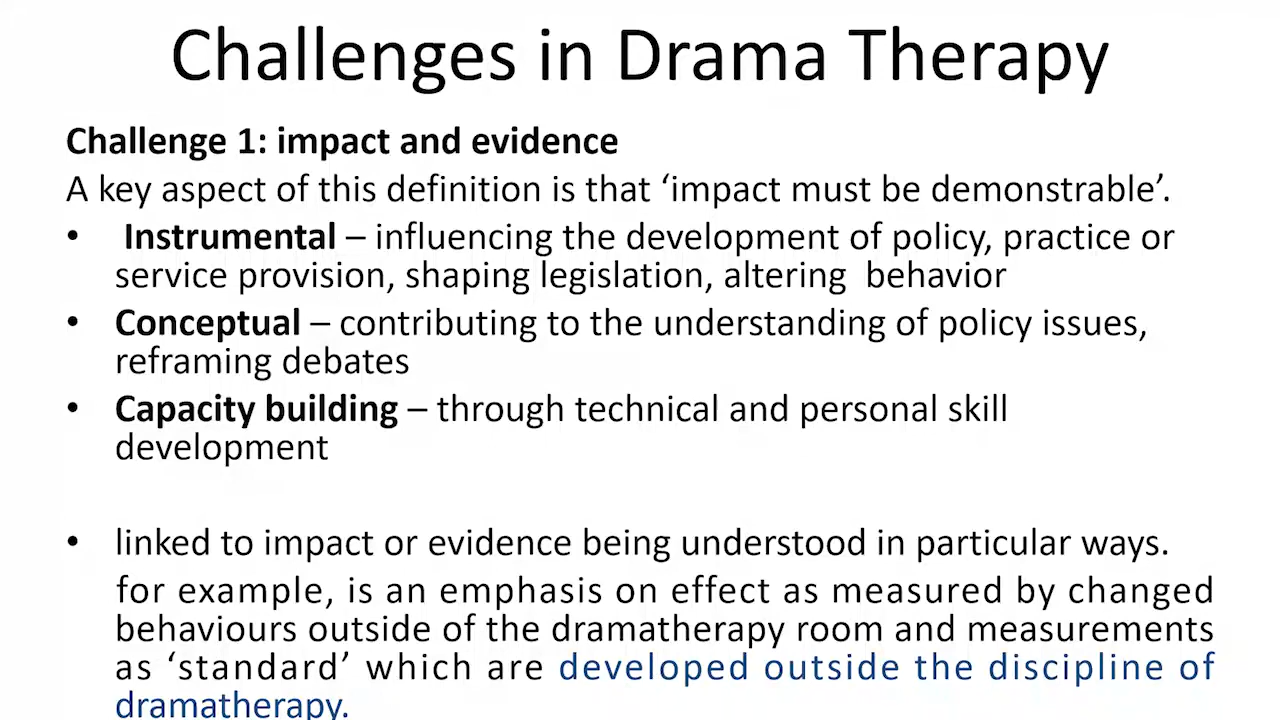 Challenges in Drama Therapy
Challenge 1: impact and evidence
A key aspect of this definition is that ‘impact must be demonstrable’.
• Instrumental – influencing the development of policy, practice or
service provision, shaping legislation, altering behavior
• Conceptual – contributing to the understanding of policy issues,
reframing debates
• Capacity building – through technical and personal skill
development
• linked to impact or evidence being understood in particular ways.
for example, is an emphasis on effect as measured by changed
behaviours outside of the dramatherapy room and measurements
as ‘standard’ which are developed outside the discipline of
dramatherapy.